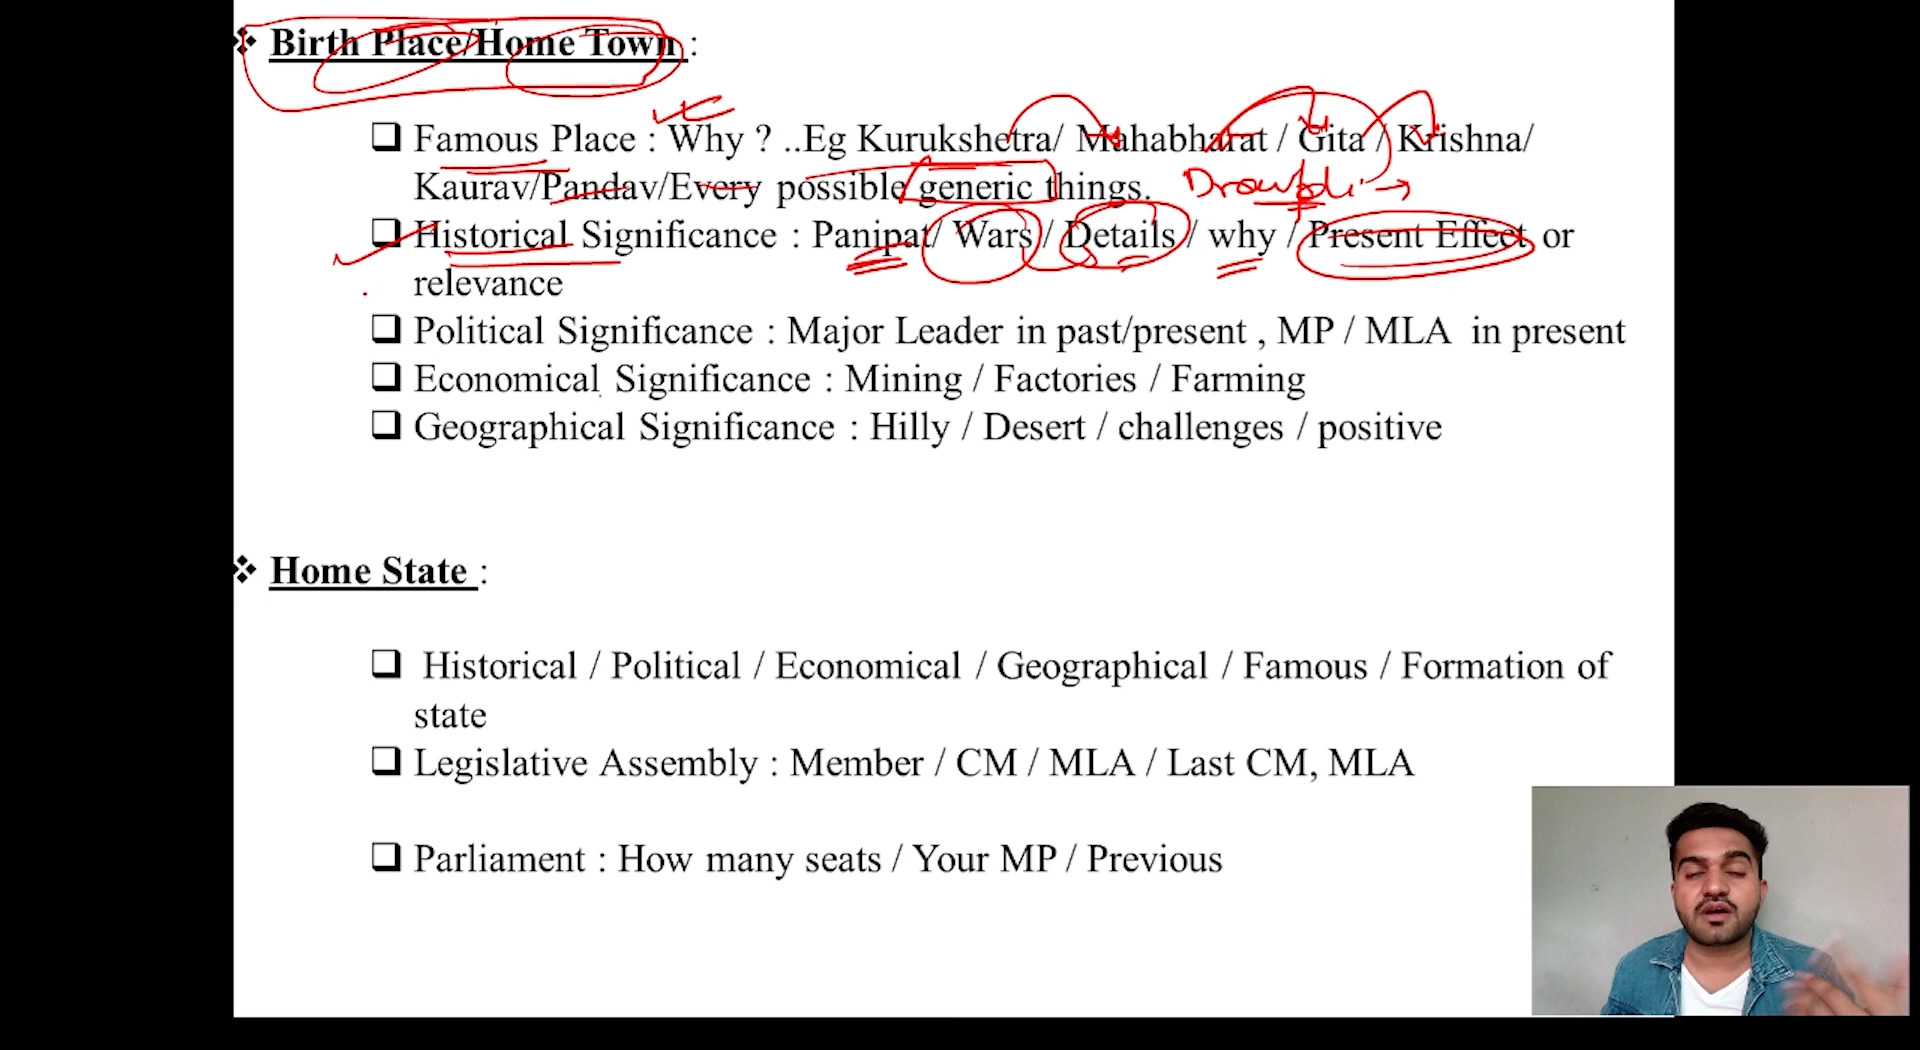 ❖ Birth Place/Home Town :
❑ Famous Place : Why ? ..Eg Kurukshetra/ Mahabharat / Gita / Krishna/
Kaurav/Pandav/Every possible generic things.
❑ Historical Significance : Panipat/ Wars / Details / why / Present Effect or
relevance
❑ Political Significance : Major Leader in past/present , MP / MLA in present
❑ Economical Significance : Mining / Factories / Farming
❑ Geographical Significance : Hilly / Desert / challenges / positive
❖ Home State :
❑ Historical / Political / Economical / Geographical / Famous / Formation of
state
❑ Legislative Assembly : Member / CM / MLA / Last CM, MLA
❑ Parliament : How many seats / Your MP / Previous